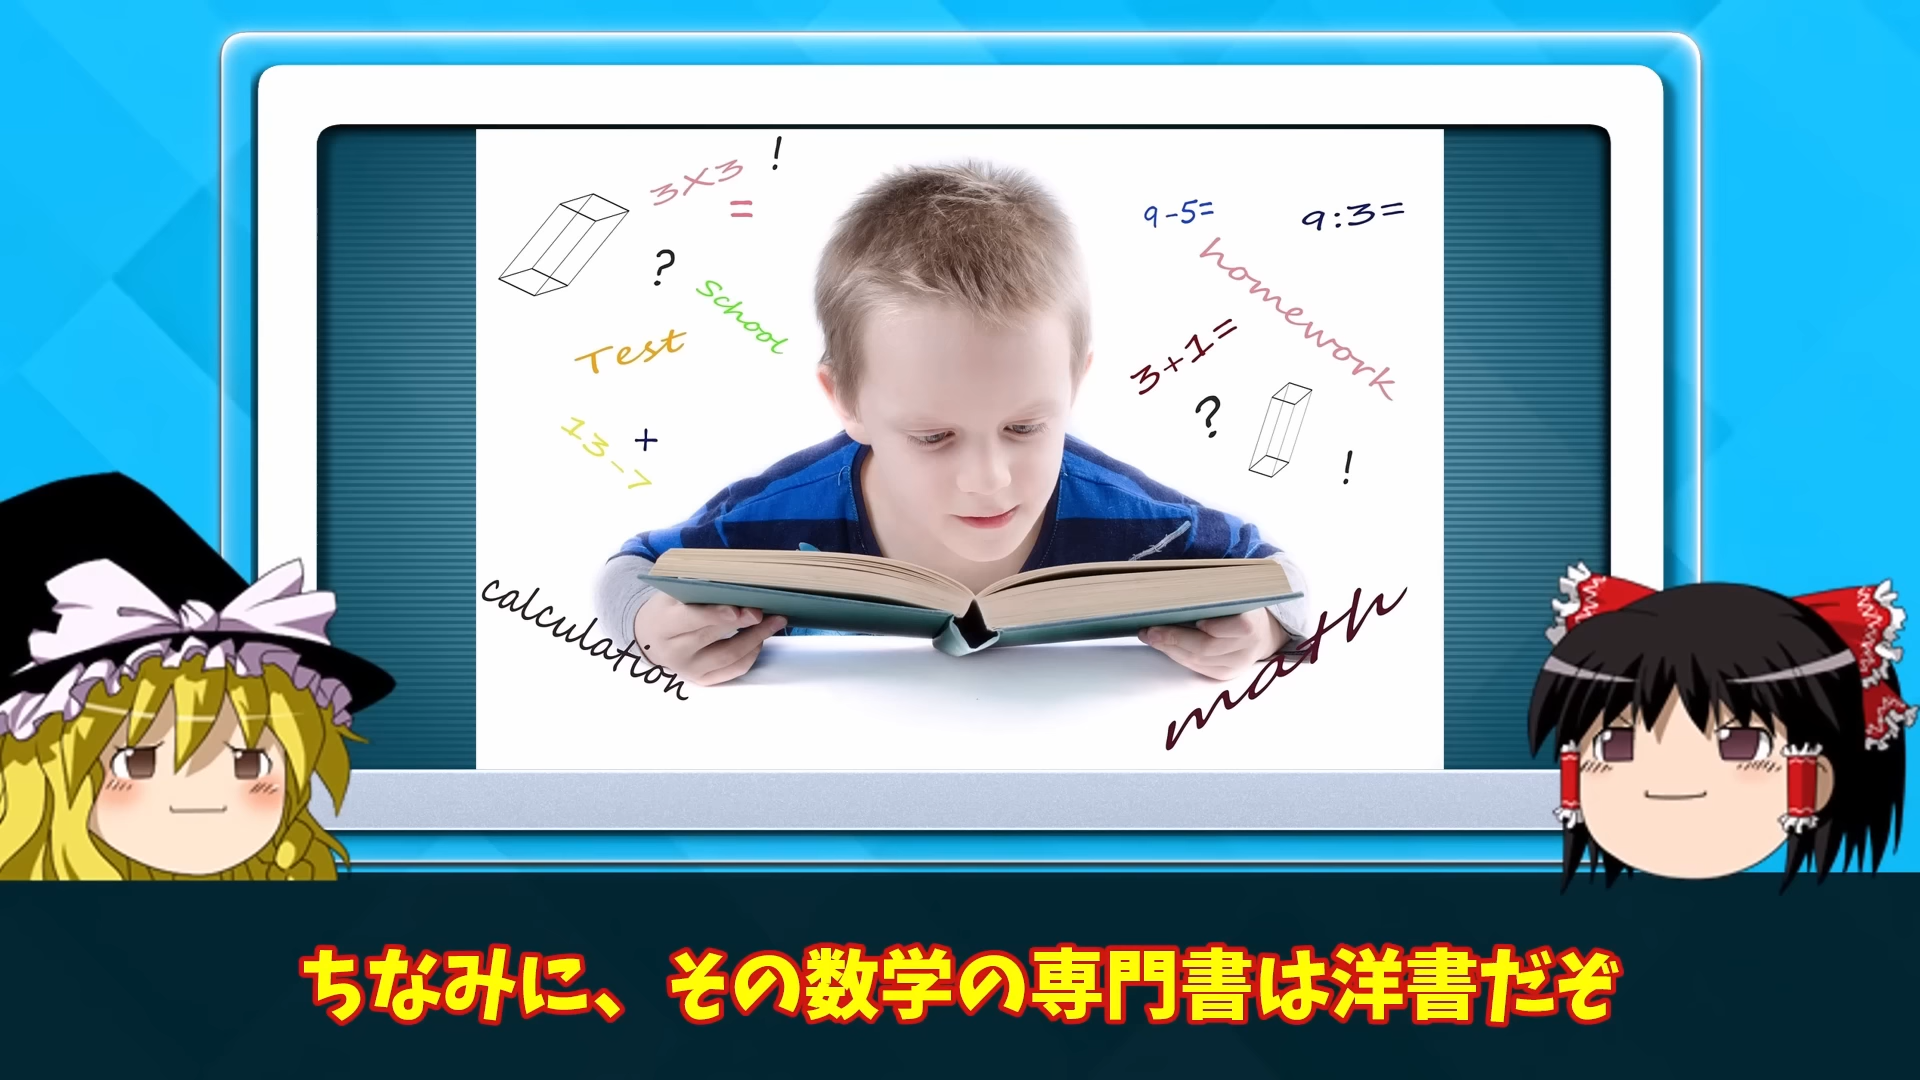 !
3×3
=
9-5=
9:3=
?
School
homework
Test
3+1=
?
13-7
+
!
calculation
math
ちなみに、その数学の専門書は洋書だぞ